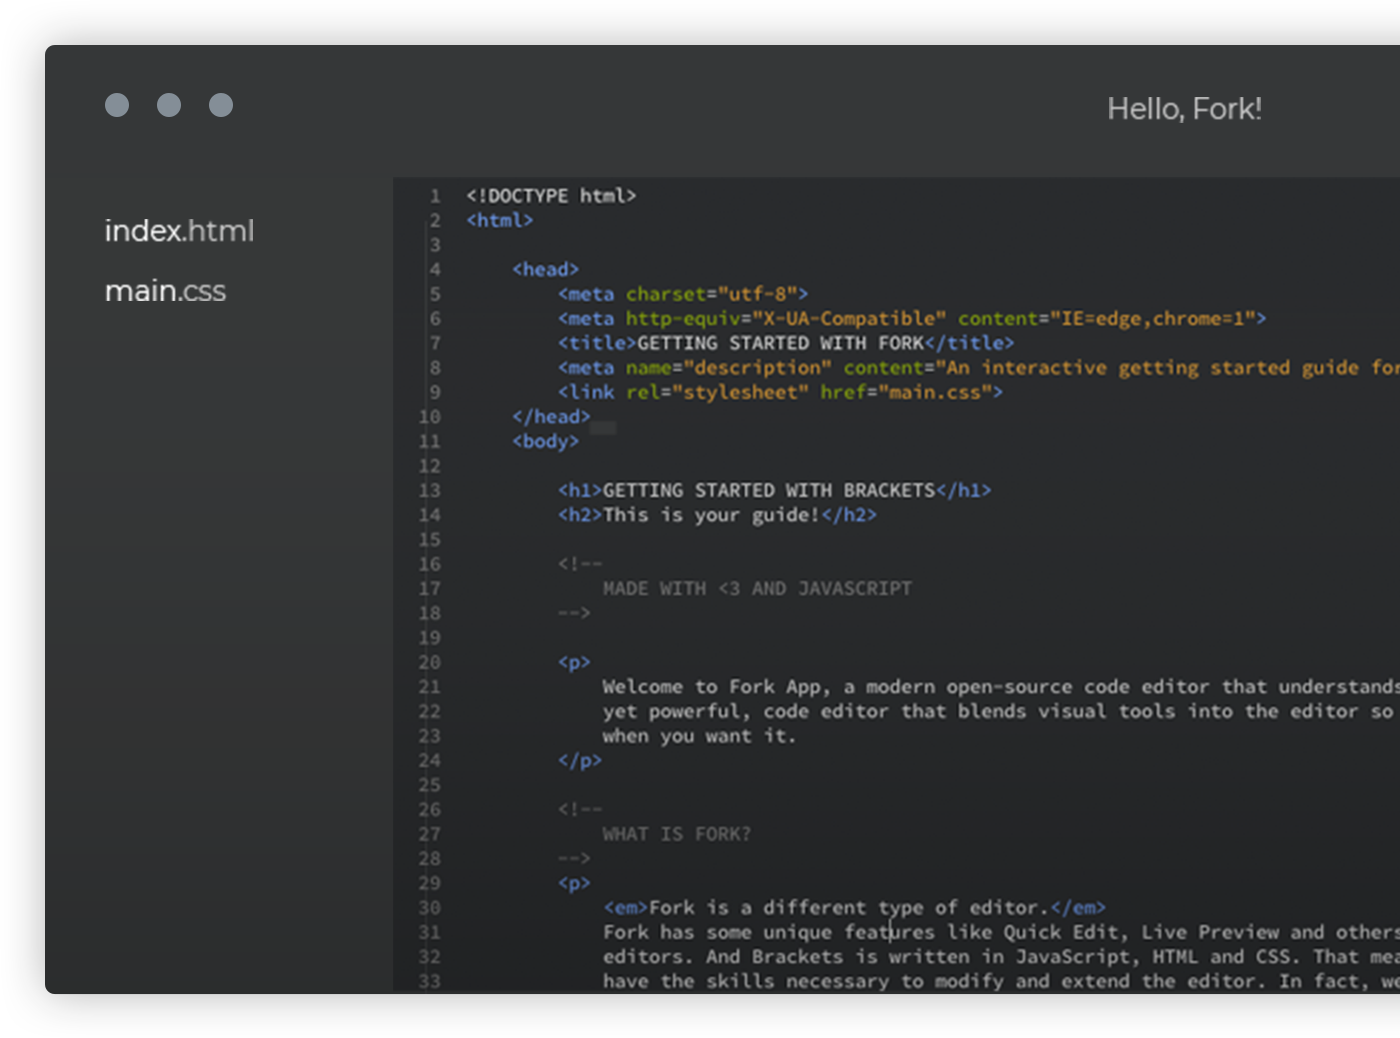 Hello, Fork!
index.html
main.css
1 <!DOCTYPE html>
2 <html>
3
4 <head>
5 <meta charset="utf-8">
6 <meta http-equiv="X-UA-Compatible" content="IE=edge,chrome=1">
7 <title>GETTING STARTED WITH FORK</title>
8 <meta name="description" content="An interactive getting started guide for
9 <link rel="stylesheet" href="main.css">
10 </head>
11 <body>
12
13 <h1>GETTING STARTED WITH BRACKETS</h1>
14 <h2>This is your guide!</h2>
15
16 <!--
17 MADE WITH <3 AND JAVASCRIPT
18 -->
19
20 <p>
21 Welcome to Fork App, a modern open-source code editor that understands
22 yet powerful, code editor that blends visual tools into the editor so
23 when you want it.
24 </p>
25
26 <!--
27 WHAT IS FORK?
28 -->
29 <p>
30 <em>Fork is a different type of editor.</em>
31 Fork has some unique features like Quick Edit, Live Preview and others
32 editors. And Brackets is written in JavaScript, HTML and CSS. That mea
33 have the skills necessary to modify and extend the editor. In fact, we